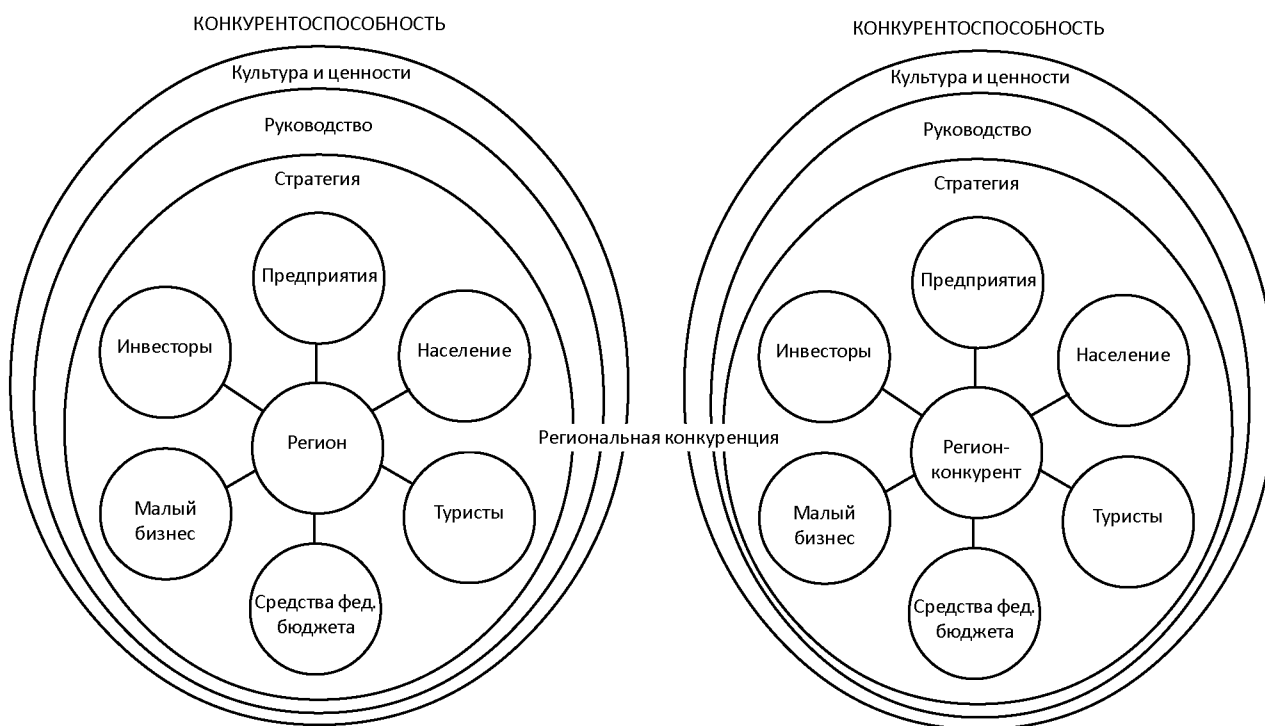 КОНКУРЕНТОСПОСОБНОСТЬ
Культура и ценности
Руководство
Стратегия
Предприятия
Инвесторы
Население
Регион
Малый
бизнес
Туристы
Средства фед.
бюджета
Региональная конкуренция
КОНКУРЕНТОСПОСОБНОСТЬ
Культура и ценности
Руководство
Стратегия
Предприятия
Инвесторы
Население
Регион-
конкурент
Малый
бизнес
Туристы
Средства фед.
бюджета